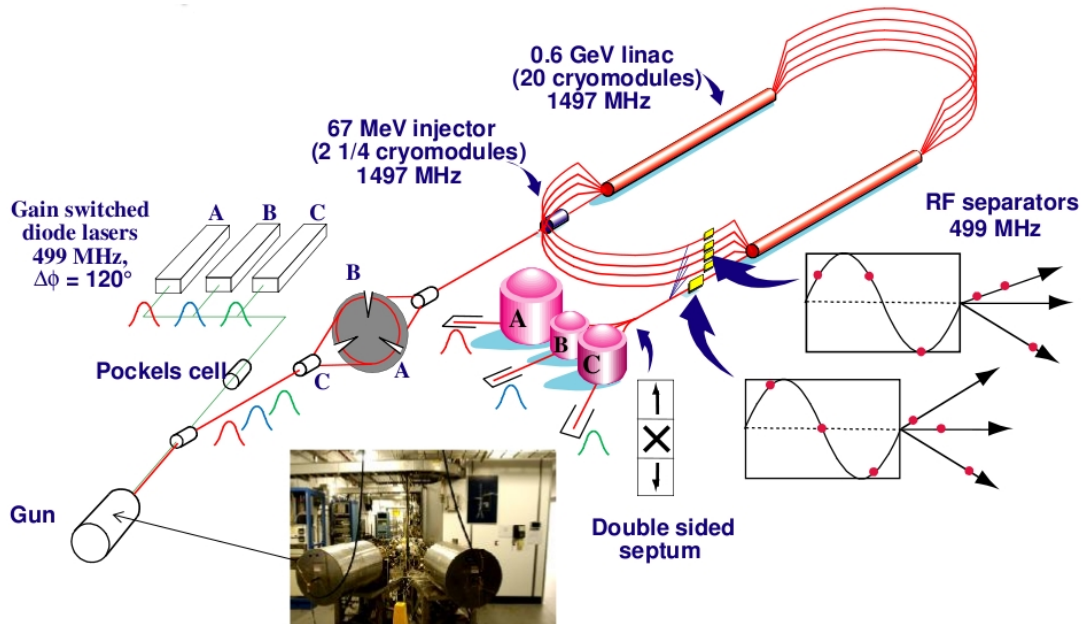 0.6 GeV linac
(20 cryomodules)
1497 MHz
67 MeV injector
(2 1/4 cryomodules)
1497 MHz
RF separators
499 MHz
Gain switched
diode lasers
499 MHz,
Δϕ = 120°
A
B
C
B
C
A
Pockels cell
A
B
C
Gun
Double sided
septum